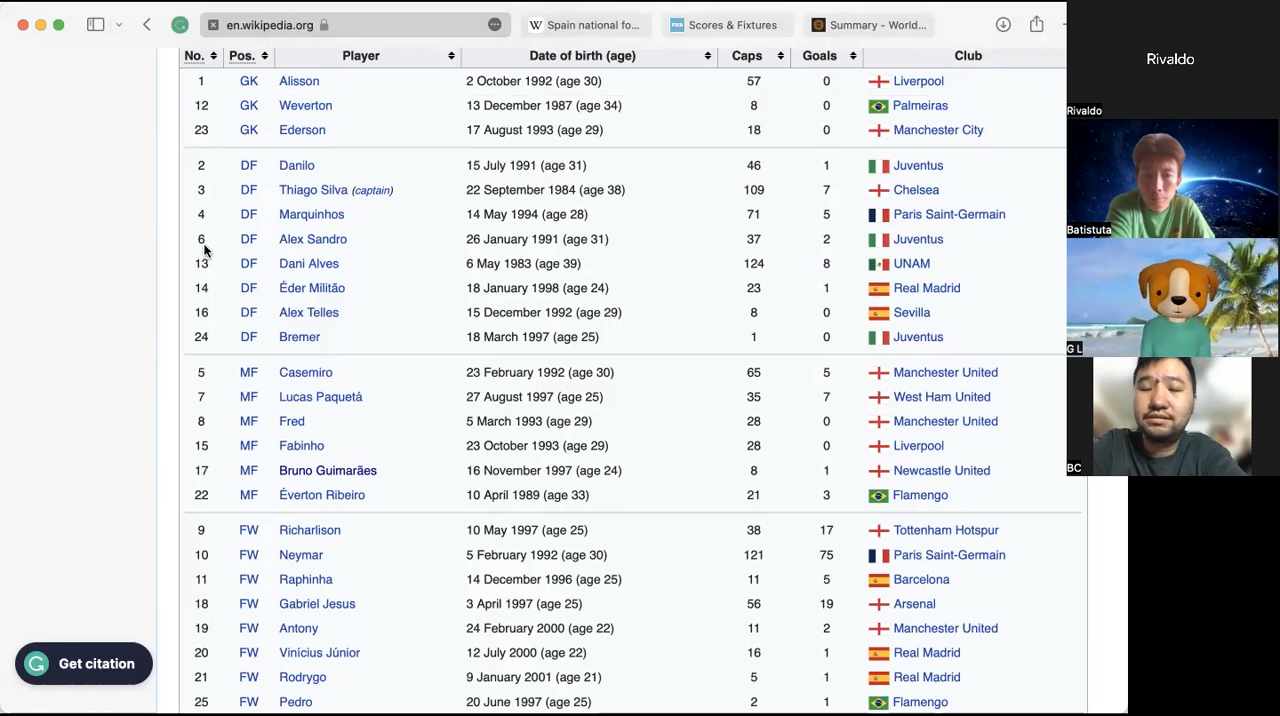 en.wikipedia.org
Spain national fo...
Scores & Fixtures
Summary - World...
No. Pos. Player Date of birth (age) Caps Goals Club
1 GK Alisson 2 October 1992 (age 30) 57 0 Liverpool
12 GK Weverton 13 December 1987 (age 34) 8 0 Palmeiras
23 GK Ederson 17 August 1993 (age 29) 18 0 Manchester City
2 DF Danilo 15 July 1991 (age 31) 46 1 Juventus
3 DF Thiago Silva (captain) 22 September 1984 (age 38) 109 7 Chelsea
4 DF Marquinhos 14 May 1994 (age 28) 71 5 Paris Saint-Germain
6 DF Alex Sandro 26 January 1991 (age 31) 37 2 Juventus
13 DF Dani Alves 6 May 1983 (age 39) 124 8 UNAM
14 DF Éder Militão 18 January 1998 (age 24) 23 1 Real Madrid
16 DF Alex Telles 15 December 1992 (age 29) 8 0 Sevilla
24 DF Bremer 18 March 1997 (age 25) 1 0 Juventus
5 MF Casemiro 23 February 1992 (age 30) 65 5 Manchester United
7 MF Lucas Paquetá 27 August 1997 (age 25) 35 7 West Ham United
8 MF Fred 5 March 1993 (age 29) 28 0 Manchester United
15 MF Fabinho 23 October 1993 (age 29) 28 0 Liverpool
17 MF Bruno Guimarães 16 November 1997 (age 24) 8 1 Newcastle United
22 MF Éverton Ribeiro 10 April 1989 (age 33) 21 3 Flamengo
9 FW Richarlison 10 May 1997 (age 25) 38 17 Tottenham Hotspur
10 FW Neymar 5 February 1992 (age 30) 121 75 Paris Saint-Germain
11 FW Raphinha 14 December 1996 (age 25) 11 5 Barcelona
18 FW Gabriel Jesus 3 April 1997 (age 25) 56 19 Arsenal
19 FW Antony 24 February 2000 (age 22) 11 2 Manchester United
20 FW Vinícius Júnior 12 July 2000 (age 22) 16 1 Real Madrid
21 FW Rodrygo 9 January 2001 (age 21) 5 1 Real Madrid
25 FW Pedro 20 June 1997 (age 25) 2 1 Flamengo
Get citation
Rivaldo
Rivaldo
Batistuta
G L
BC